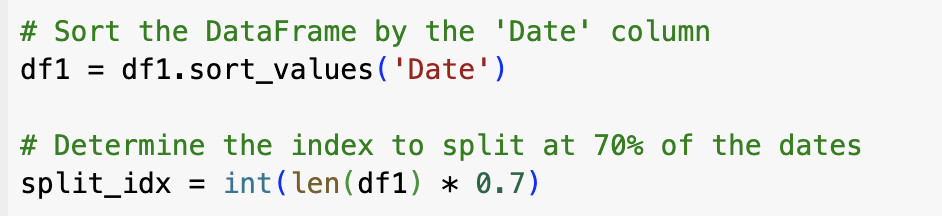 # Sort the DataFrame by the 'Date' column
df1 = df1.sort_values('Date')
# Determine the index to split at 70% of the dates
split_idx = int(len(df1) * 0.7)